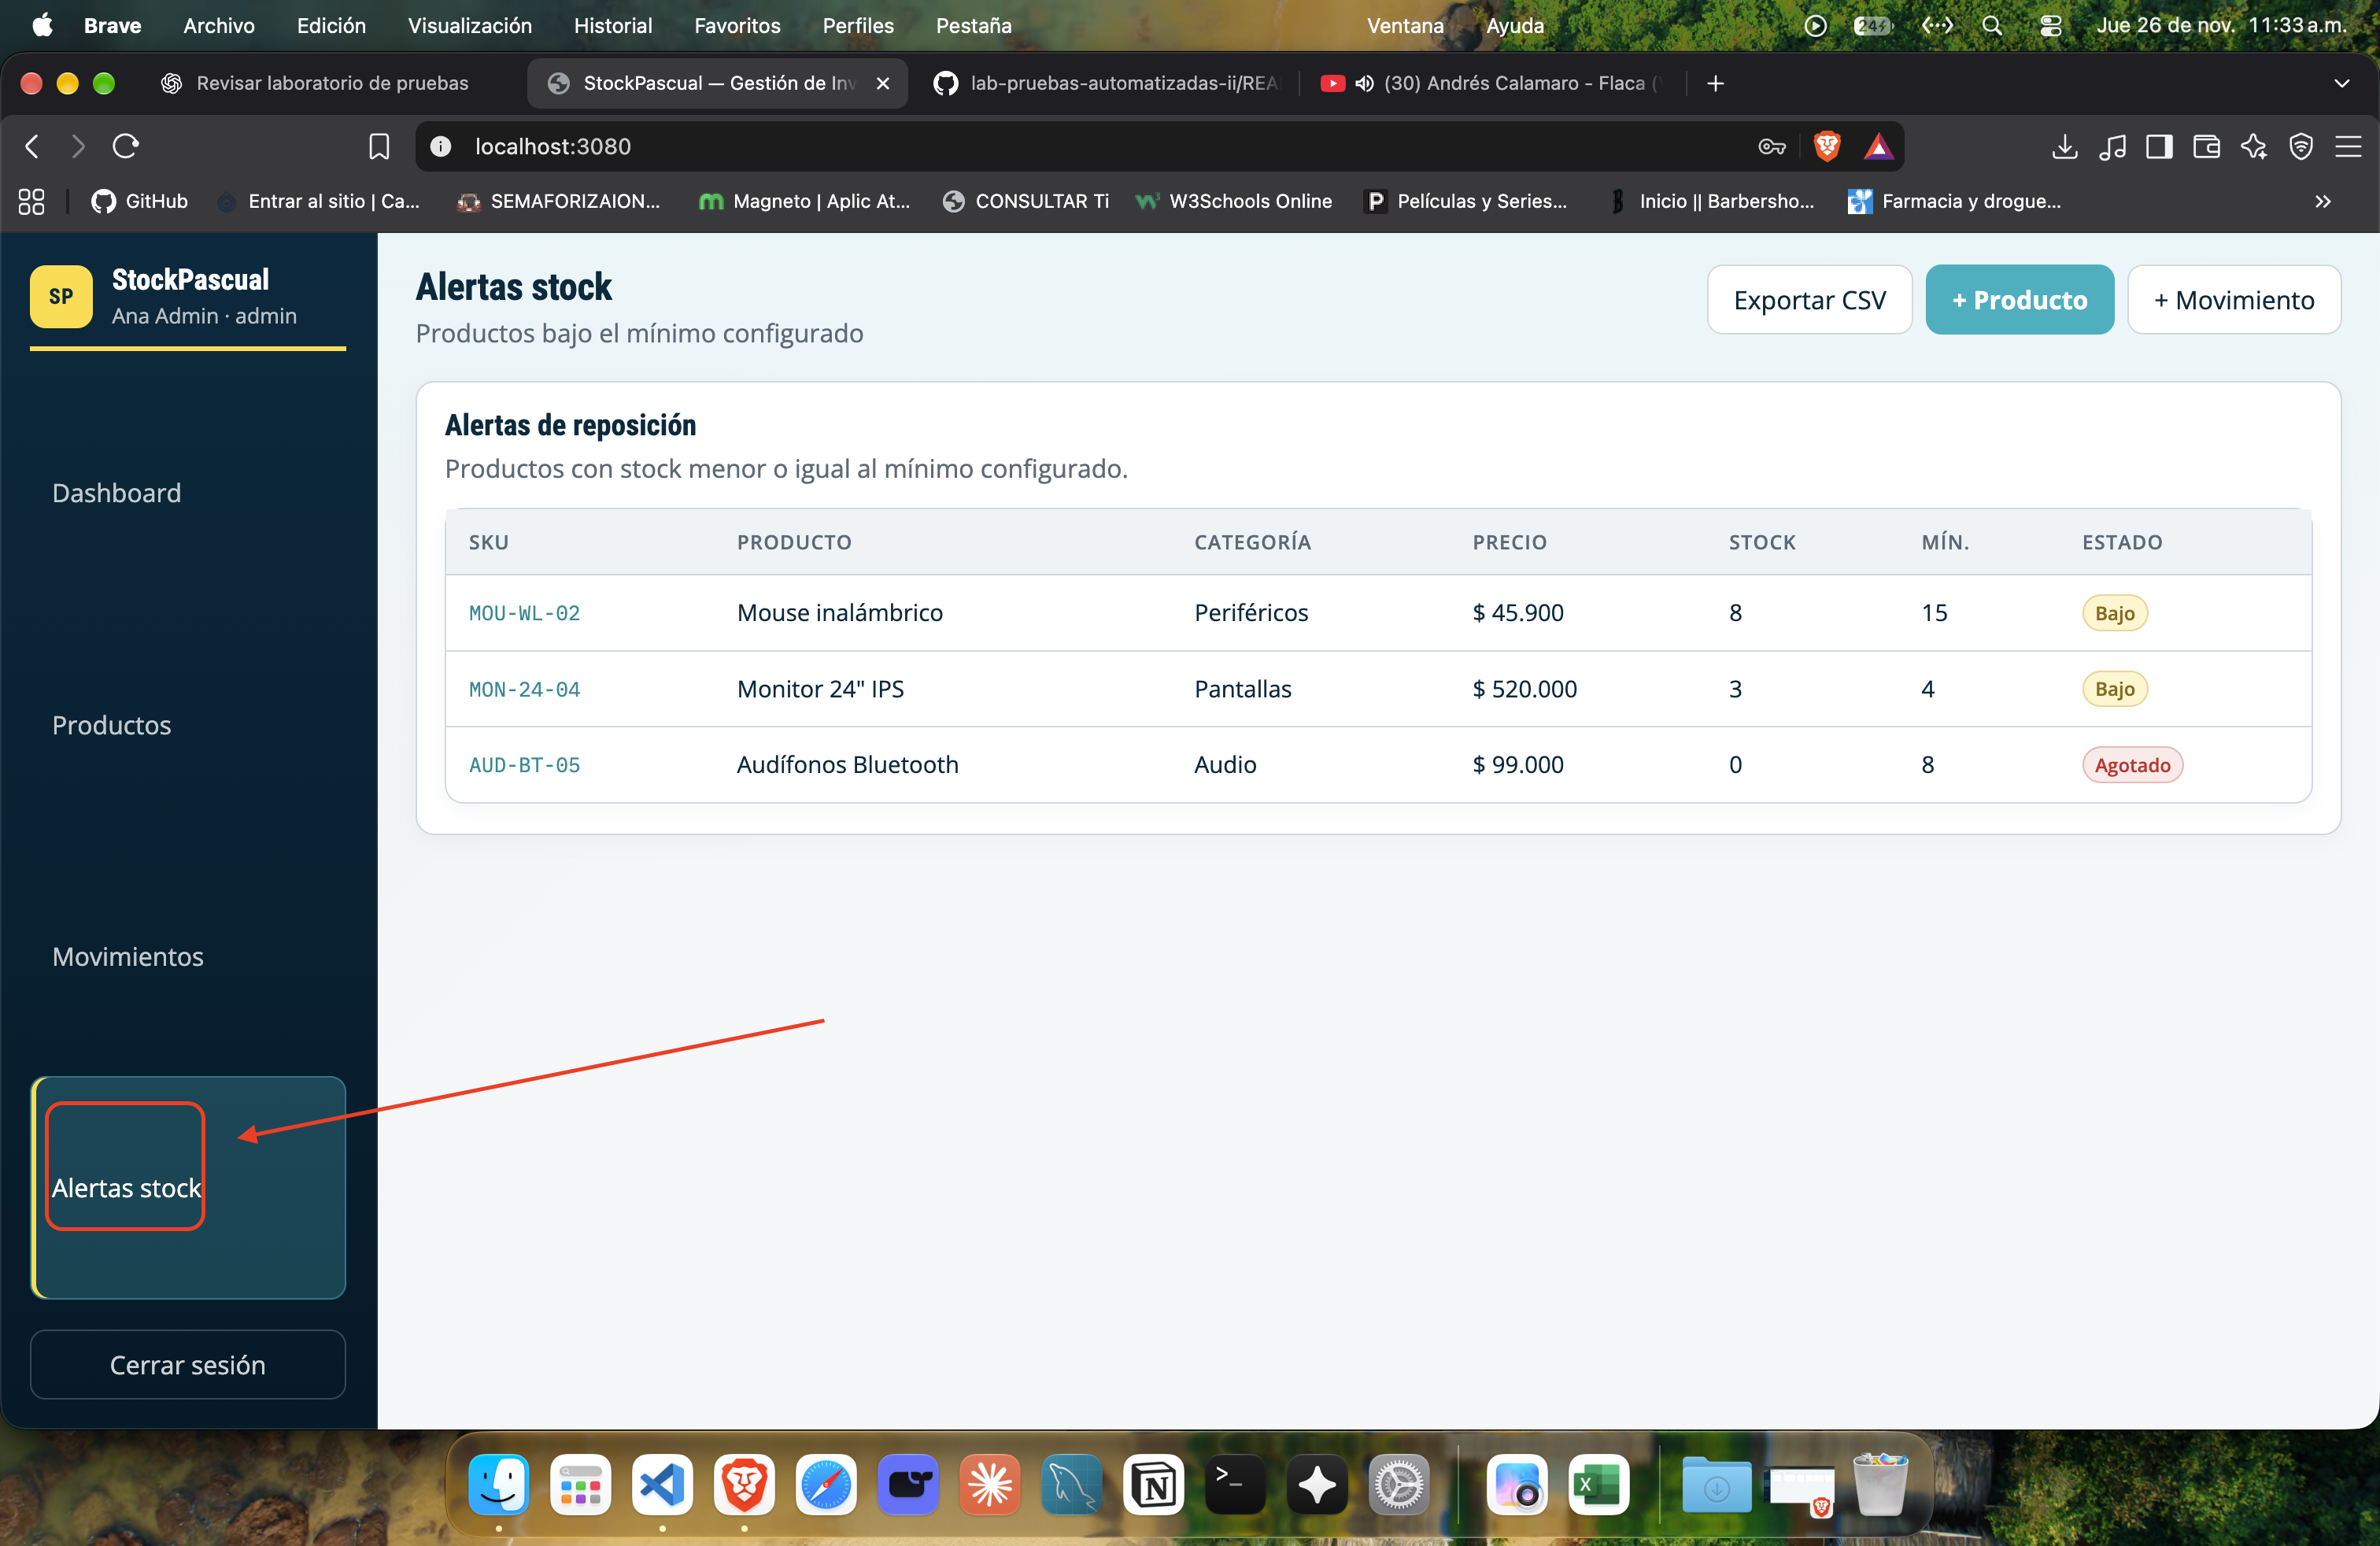 Brave Archivo Edición Visualización Historial Favoritos Perfiles Pestaña Ventana Ayuda Jue 26 de nov. 11:33 a.m.
Revisar laboratorio de pruebas StockPascual — Gestión de Inv lab-pruebas-automatizadas-ii/REA (30) Andrés Calamaro - Flaca (
localhost:3080
GitHub Entrar al sitio | Ca... SEMAFORIZAION... Magneto | Aplic At... CONSULTAR Ti W3Schools Online Películas y Series... Inicio || Barbersho... Farmacia y drogue...
SP
StockPascual
Ana Admin · admin
Dashboard
Productos
Movimientos
Alertas stock
Cerrar sesión
Alertas stock
Productos bajo el mínimo configurado
Exportar CSV + Producto + Movimiento
Alertas de reposición
Productos con stock menor o igual al mínimo configurado.
SKU PRODUCTO CATEGORÍA PRECIO STOCK MÍN. ESTADO
MOU-WL-02 Mouse inalámbrico Periféricos $ 45.900 8 15 Bajo
MON-24-04 Monitor 24" IPS Pantallas $ 520.000 3 4 Bajo
AUD-BT-05 Audífonos Bluetooth Audio $ 99.000 0 8 Agotado